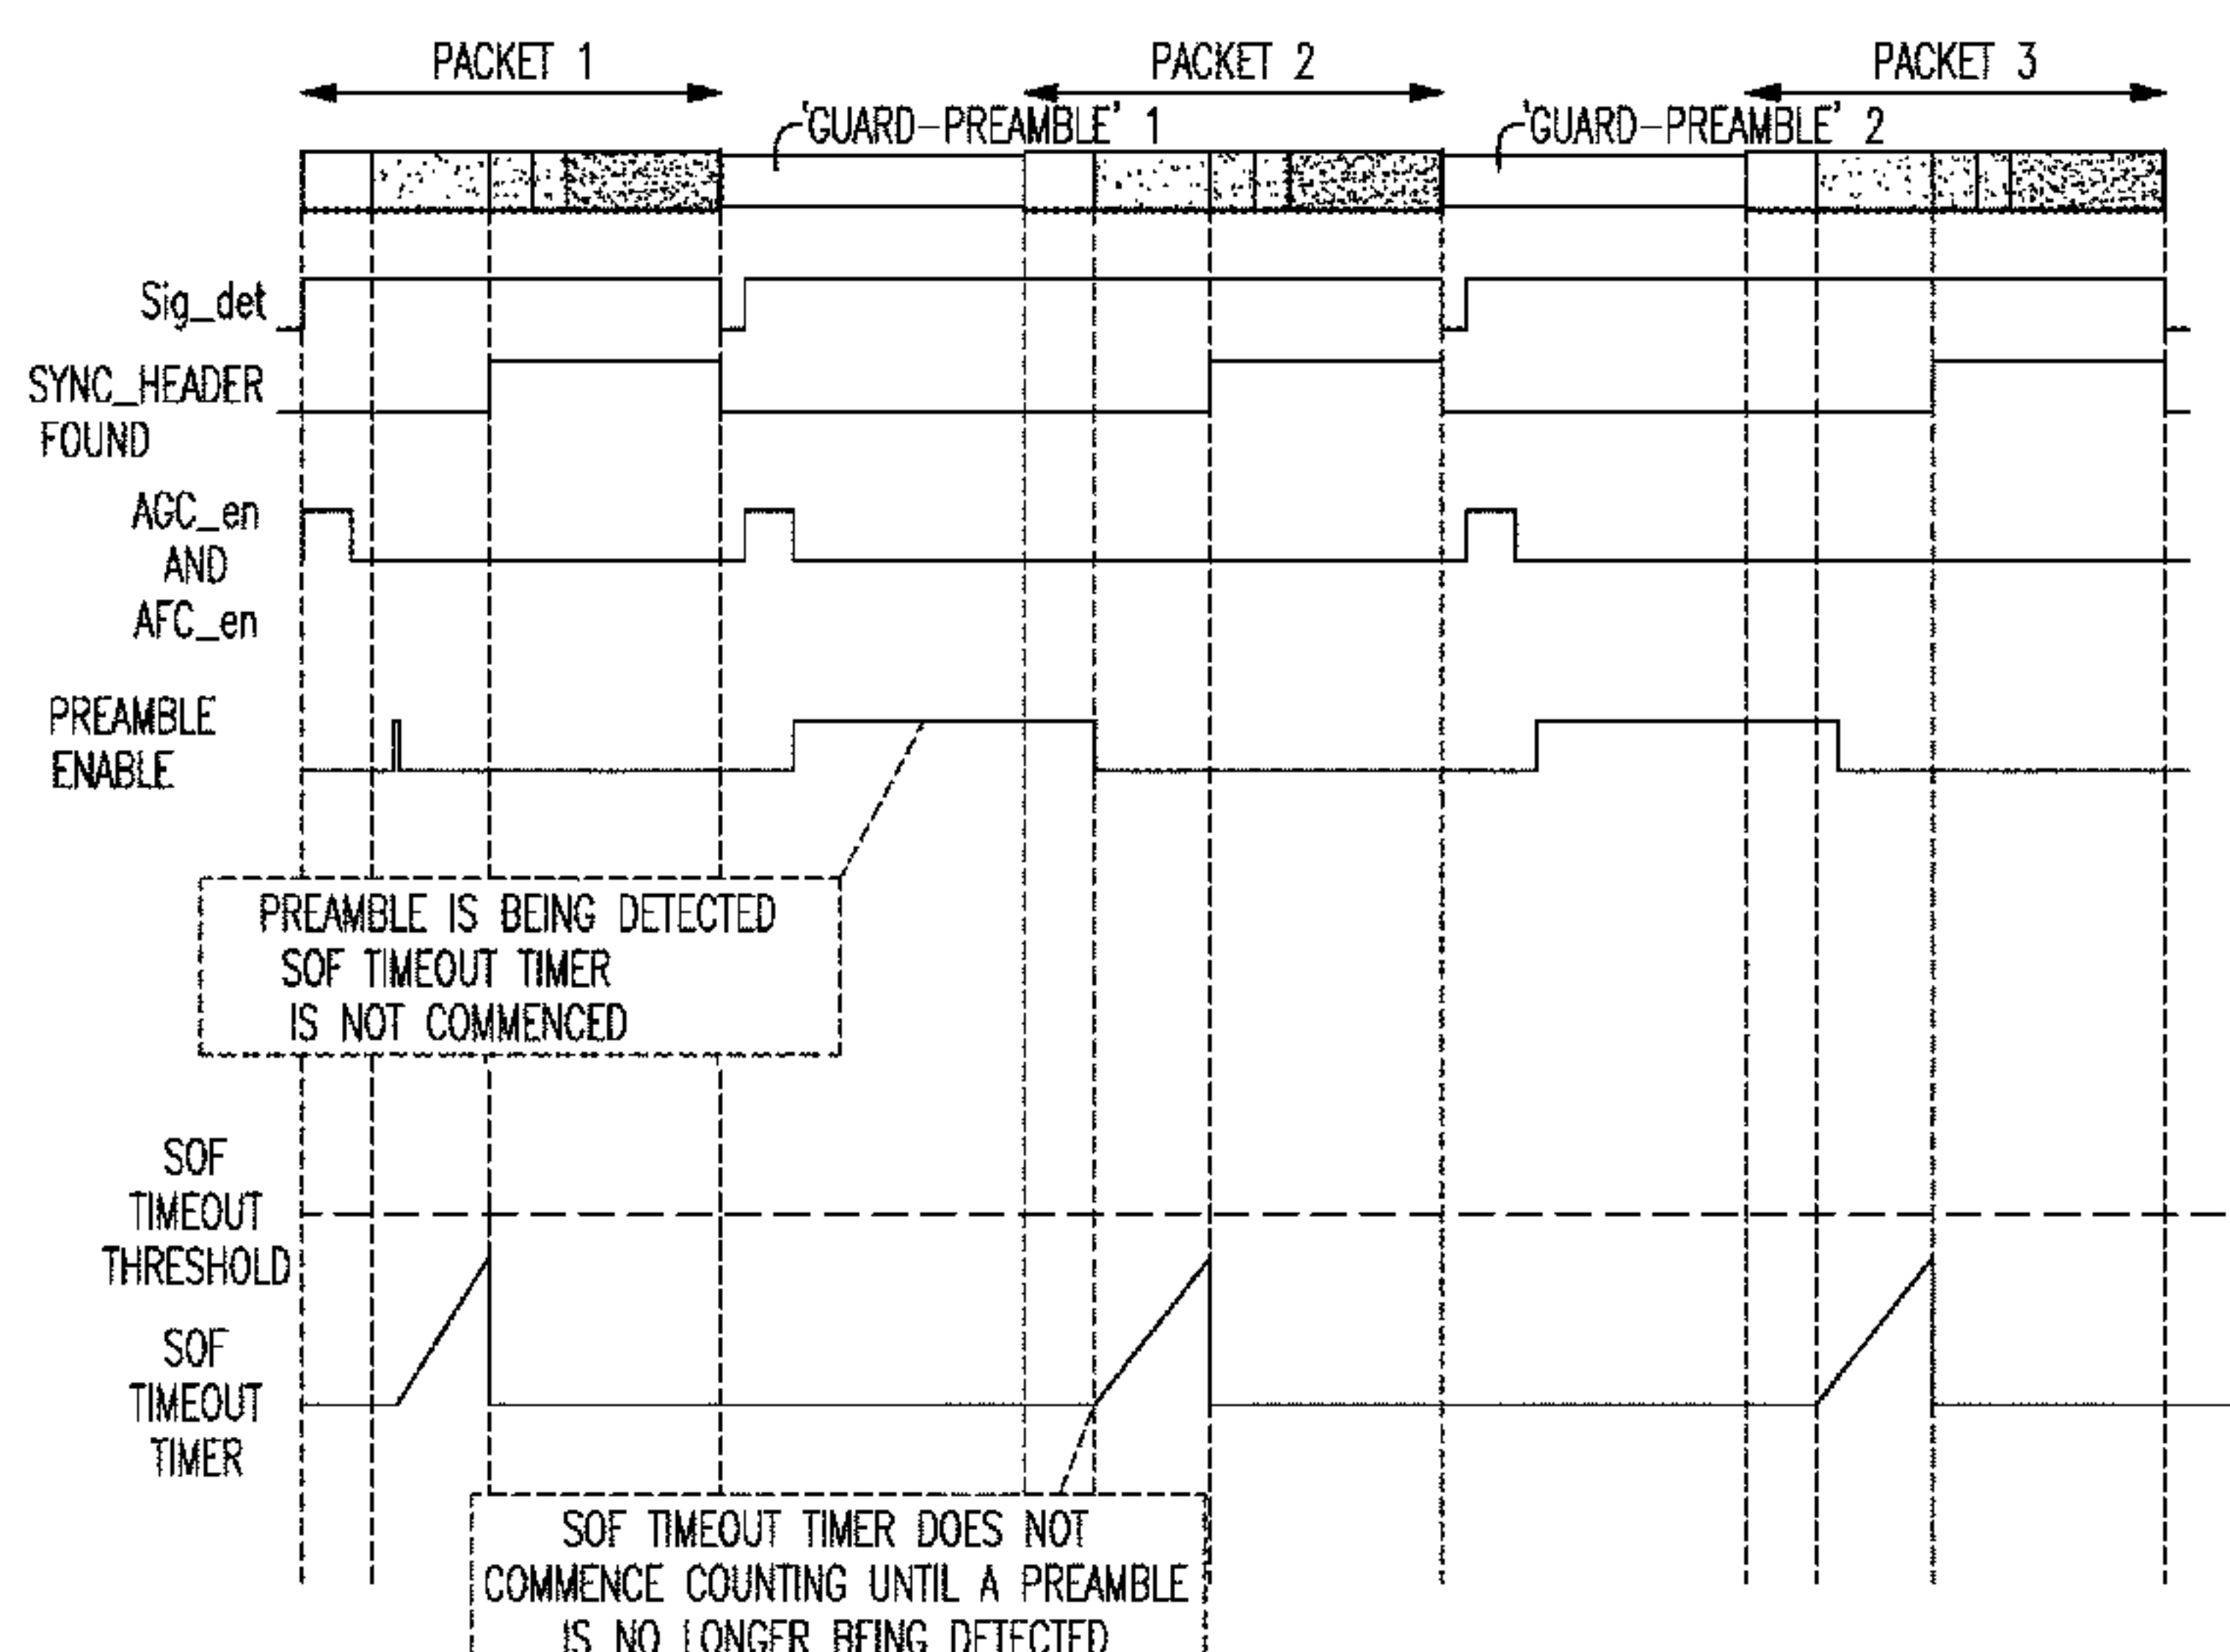 PACKET 1
PACKET 2
PACKET 3
'GUARD-PREAMBLE' 1
'GUARD-PREAMBLE' 2
Sig_det
SYNC_HEADER
FOUND
AGC_en
AND
AFC_en
PREAMBLE
ENABLE
PREAMBLE IS BEING DETECTED
SOF TIMEOUT TIMER
IS NOT COMMENCED
SOF
TIMEOUT
THRESHOLD
SOF
TIMEOUT
TIMER
SOF TIMEOUT TIMER DOES NOT
COMMENCE COUNTING UNTIL A PREAMBLE
IS NO LONGER BEING DETECTED